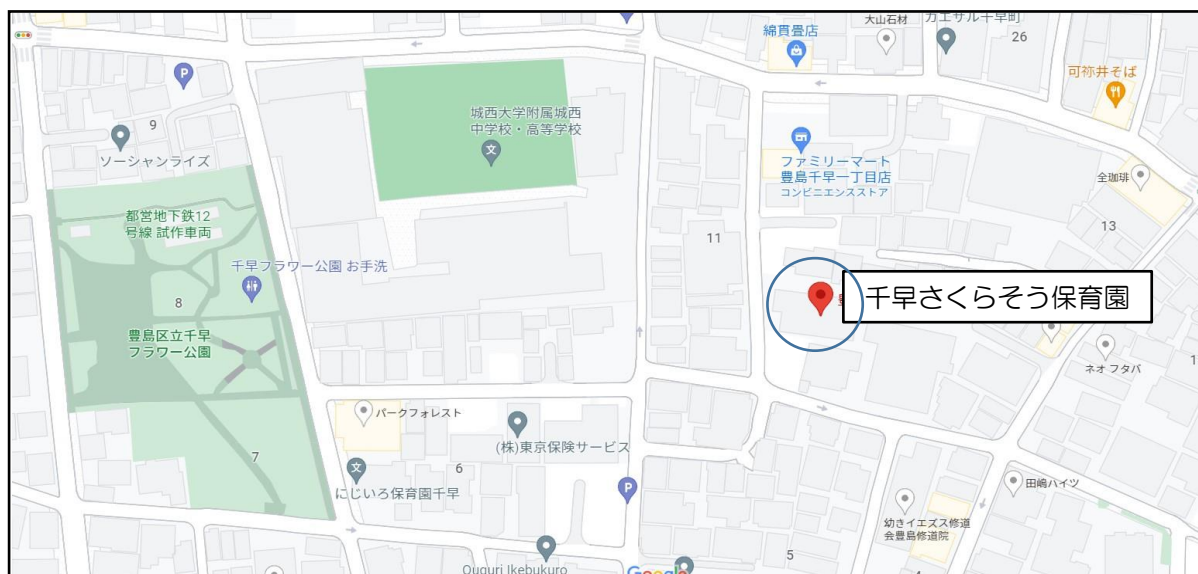 大山石材
カエサル千早町
綿貫畳店
26
可祢井そば
城西大学附属城西
中学校・高等学校
9
ソーシャンライズ
ファミリーマート
豊島千早一丁目店
コンビニエンスストア
全珈琲
都営地下鉄12
号線 試作車両
13
11
千早フラワー公園 お手洗
8
千早さくらそう保育園
豊島区立千早
フラワー公園
ネオフタバ
パークフォレスト
(株)東京保険サービス
7
6
にじいろ保育園千早
田嶋ハイツ
幼きイエズス修道
会豊島修道院
5
Ouguri Ikebukuro
Google